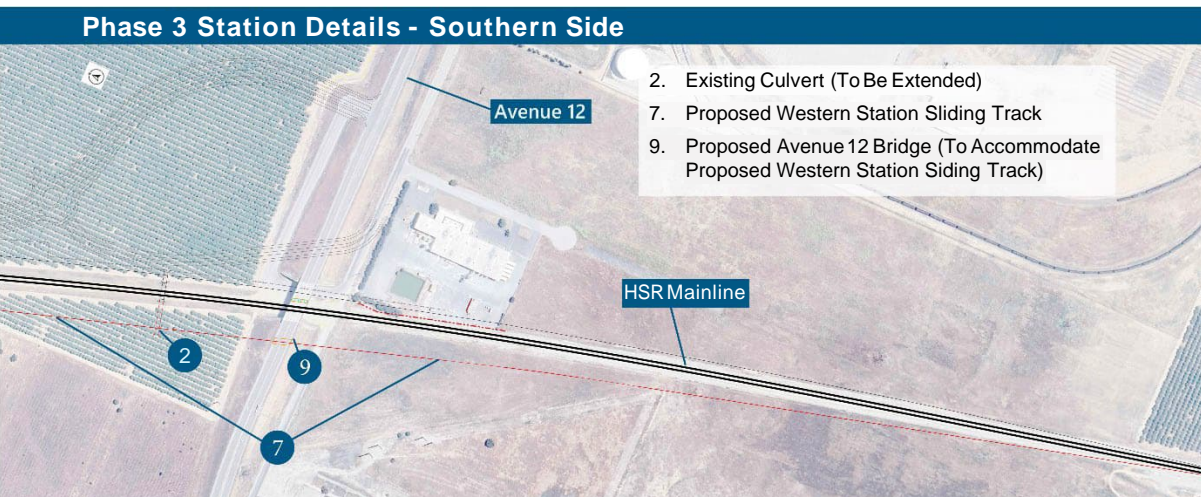 Phase 3 Station Details - Southern Side
2. Existing Culvert (To Be Extended)
7. Proposed Western Station Sliding Track
9. Proposed Avenue 12 Bridge (To Accommodate
Proposed Western Station Siding Track)
Avenue 12
HSR Mainline
2
9
7